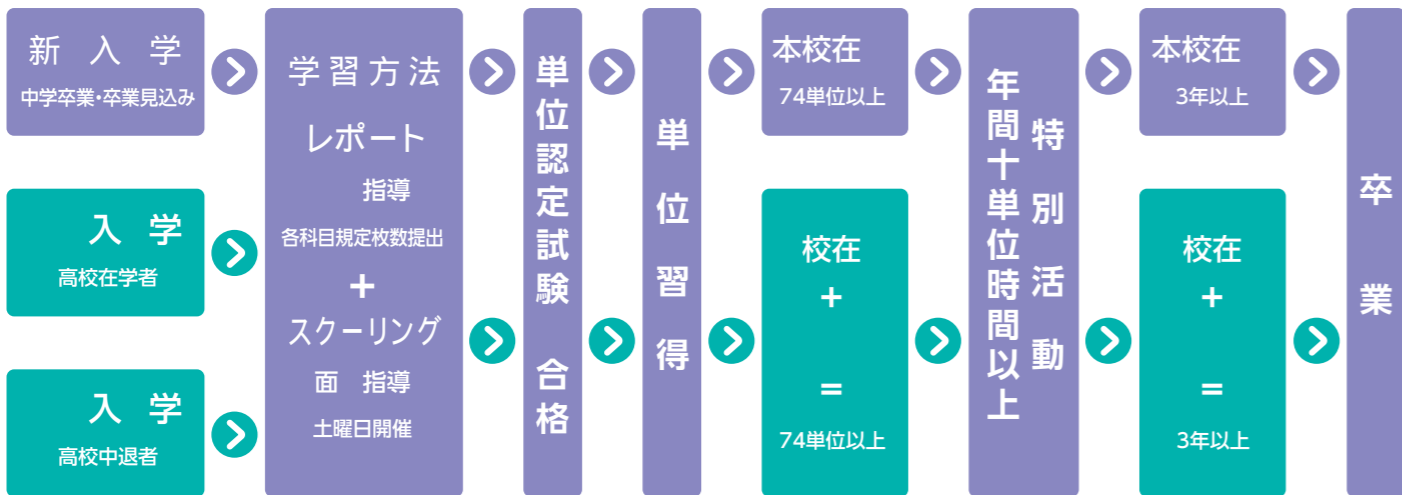 新入学
中学卒業・卒業見込み
入学
高校在学者
入学
高校中退者
学習方法
レポート
指導
各科目規定枚数提出
+
スクーリング
面 指導
土曜日開催
単位認定試験 合格
単位習得
本校在
74単位以上
校在
+
=
74単位以上
特別活動
年間十単位時間以上
本校在
3年以上
校在
+
=
3年以上
卒業